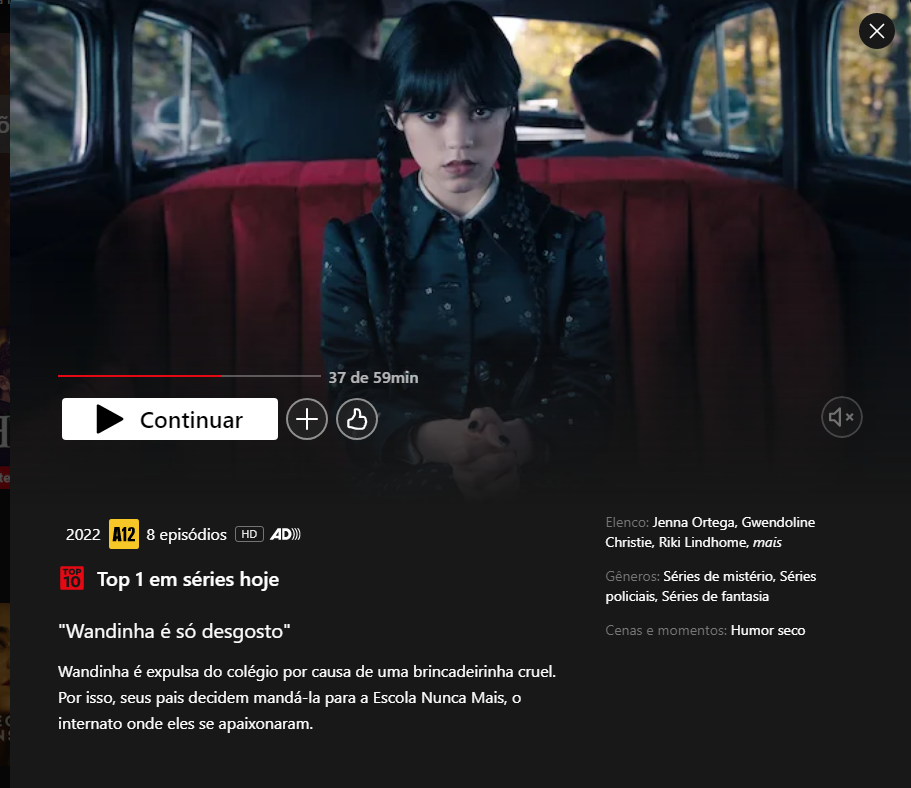 37 de 59min
Continuar
2022 A12 8 episódios HD AD)))
TOP 10 Top 1 em séries hoje
"Wandinha é só desgosto"
Wandinha é expulsa do colégio por causa de uma brincadeirinha cruel.
Por isso, seus pais decidem mandá-la para a Escola Nunca Mais, o
internato onde eles se apaixonaram.
Elenco: Jenna Ortega, Gwendoline
Christie, Riki Lindhome, mais
Gêneros: Séries de mistério, Séries
policiais, Séries de fantasia
Cenas e momentos: Humor seco